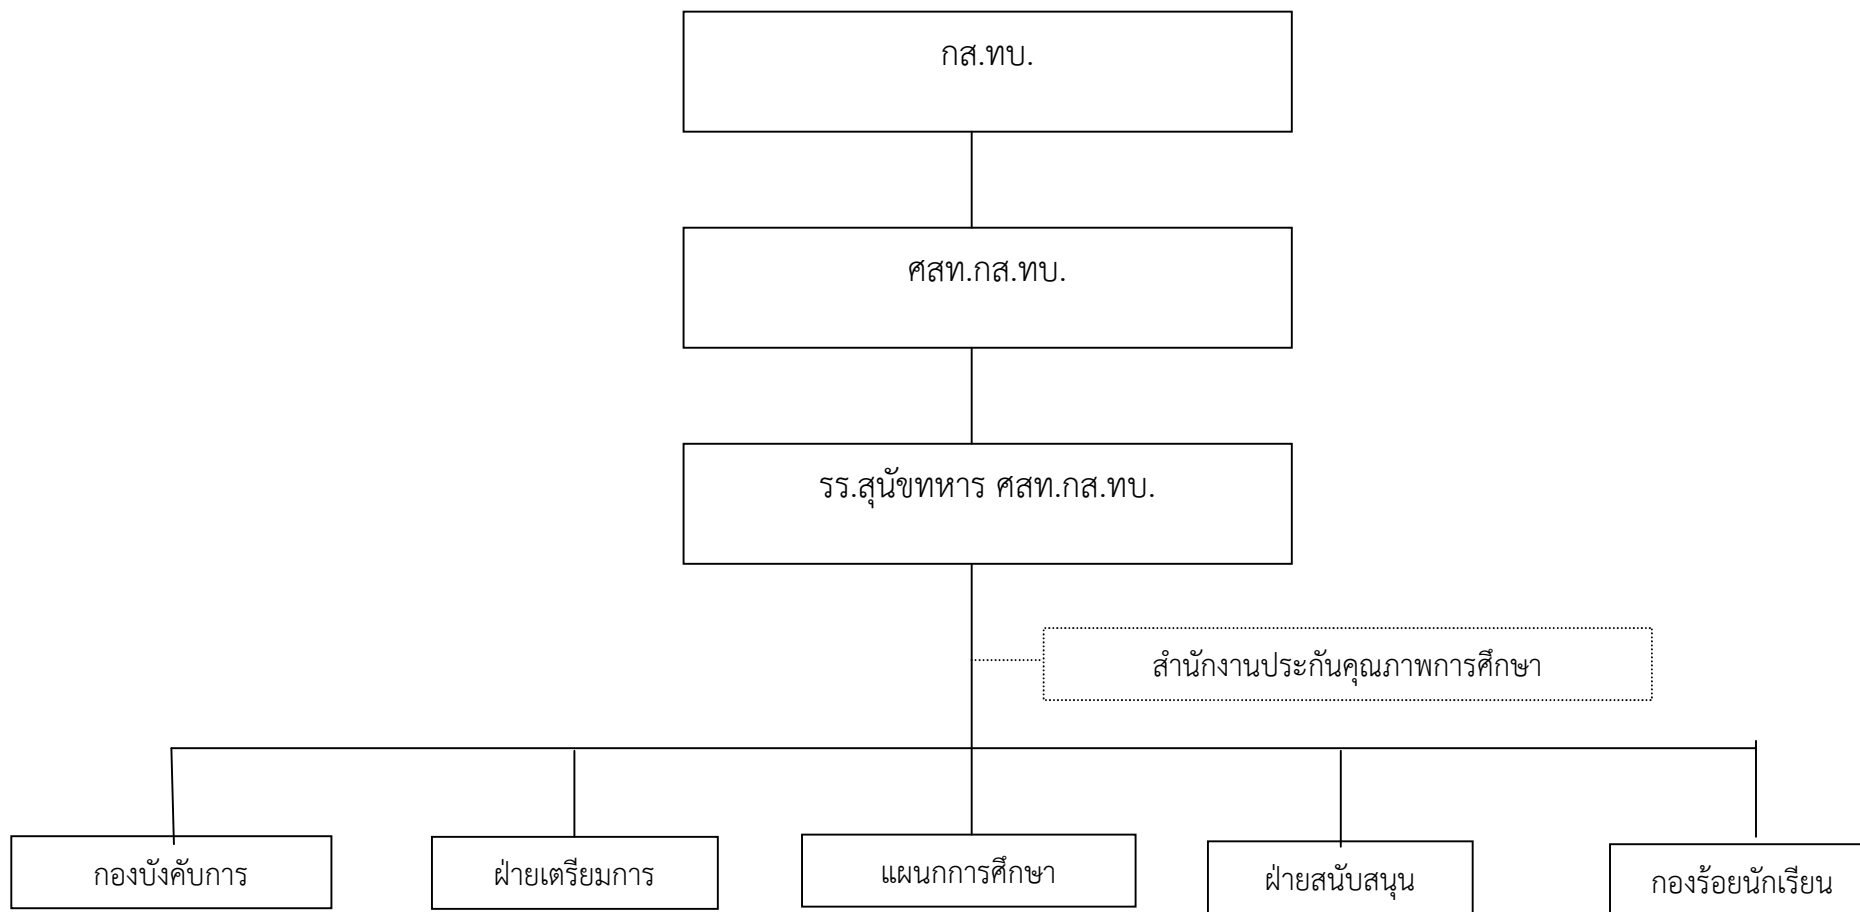 กส.ทบ.
ศสท.กส.ทบ.
รร.สุนัขทหาร ศสท.กส.ทบ.
สำนักงานประกันคุณภาพการศึกษา
กองบังคับการ
ฝ่ายเตรียมการ
แผนกการศึกษา
ฝ่ายสนับสนุน
กองร้อยนักเรียน